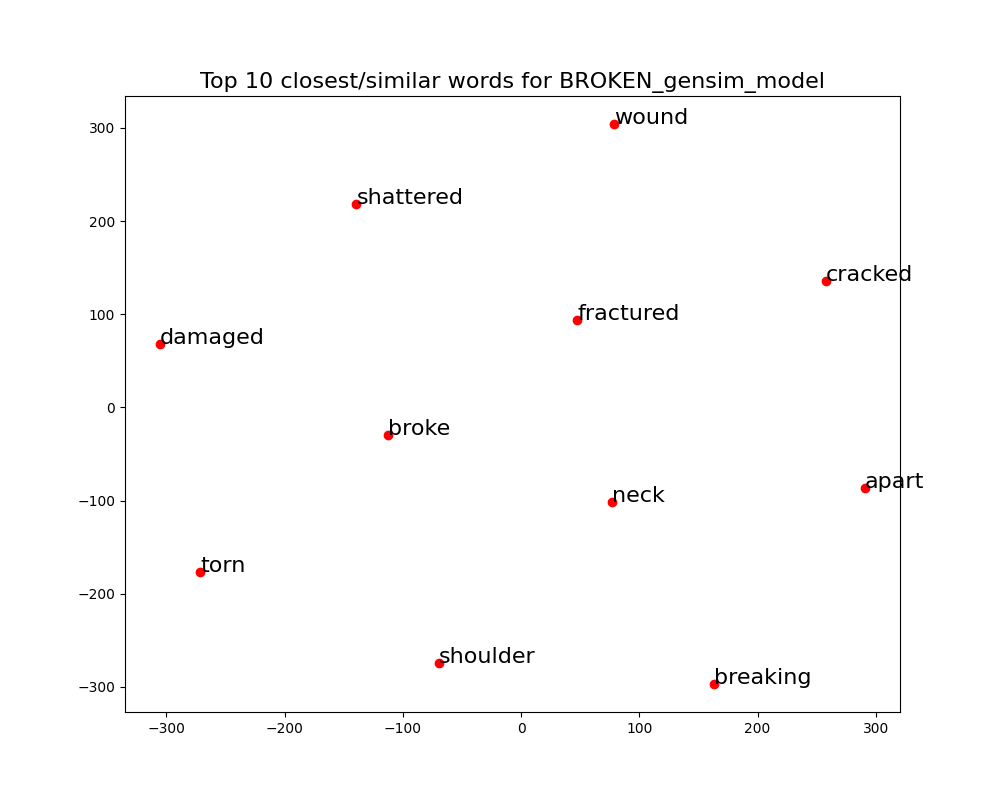 Top 10 closest/similar words for BROKEN_gensim_model
wound
300
shattered
200
cracked
fractured
100
damaged
0
broke
apart
neck
−100
torn
−200
shoulder
breaking
−300
−300 −200 −100 0 100 200 300